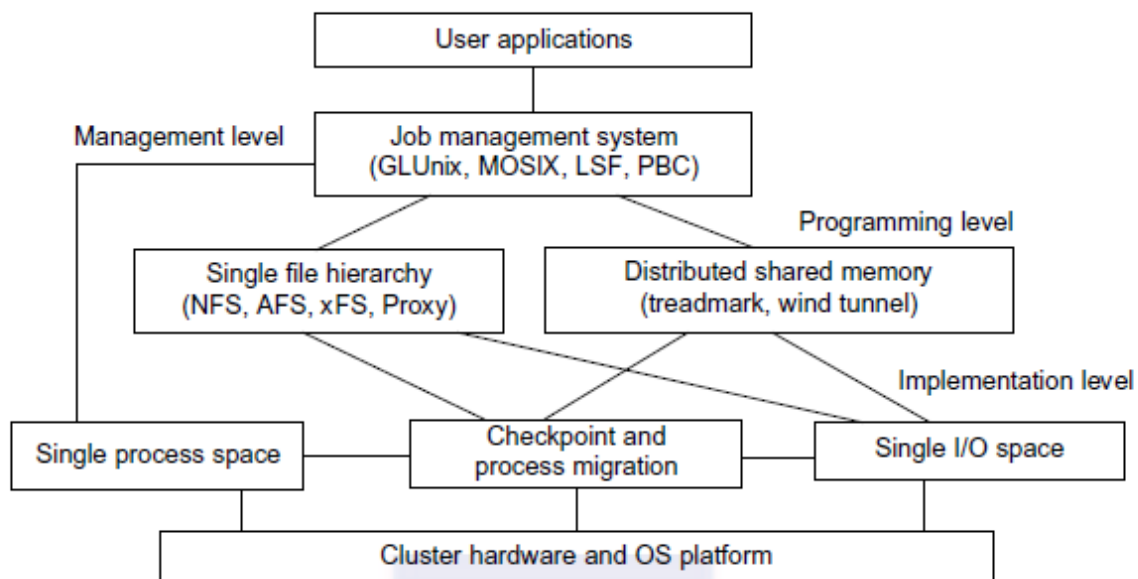 User applications
Management level
Job management system
(GLUnix, MOSIX, LSF, PBC)
Programming level
Single file hierarchy
(NFS, AFS, xFS, Proxy)
Distributed shared memory
(treadmark, wind tunnel)
Implementation level
Single process space
Checkpoint and
process migration
Single I/O space
Cluster hardware and OS platform